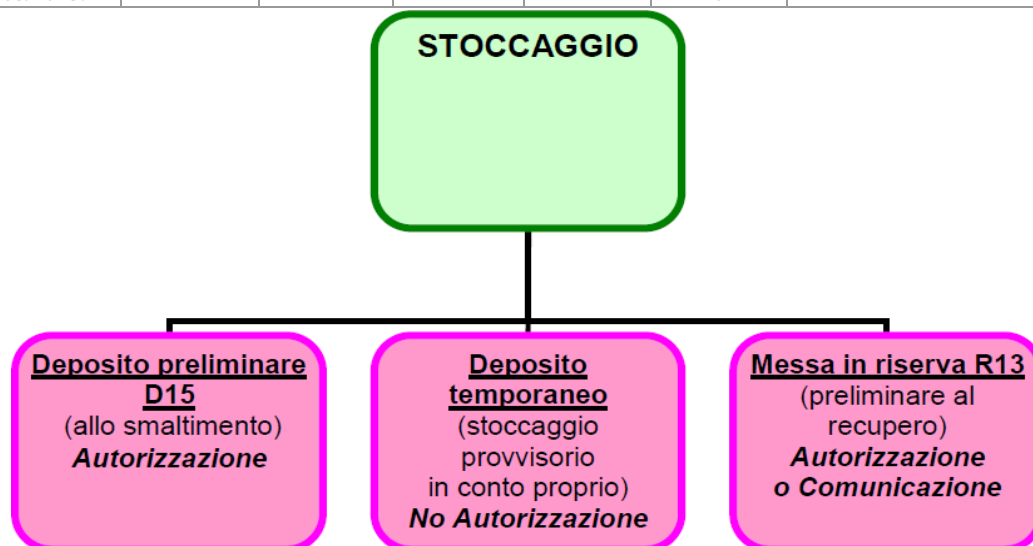 STOCCAGGIO
Deposito preliminare
D15
(allo smaltimento)
Autorizzazione
Deposito
temporaneo
(stoccaggio
provvisorio
in conto proprio)
No Autorizzazione
Messa in riserva R13
(preliminare al
recupero)
Autorizzazione
o Comunicazione